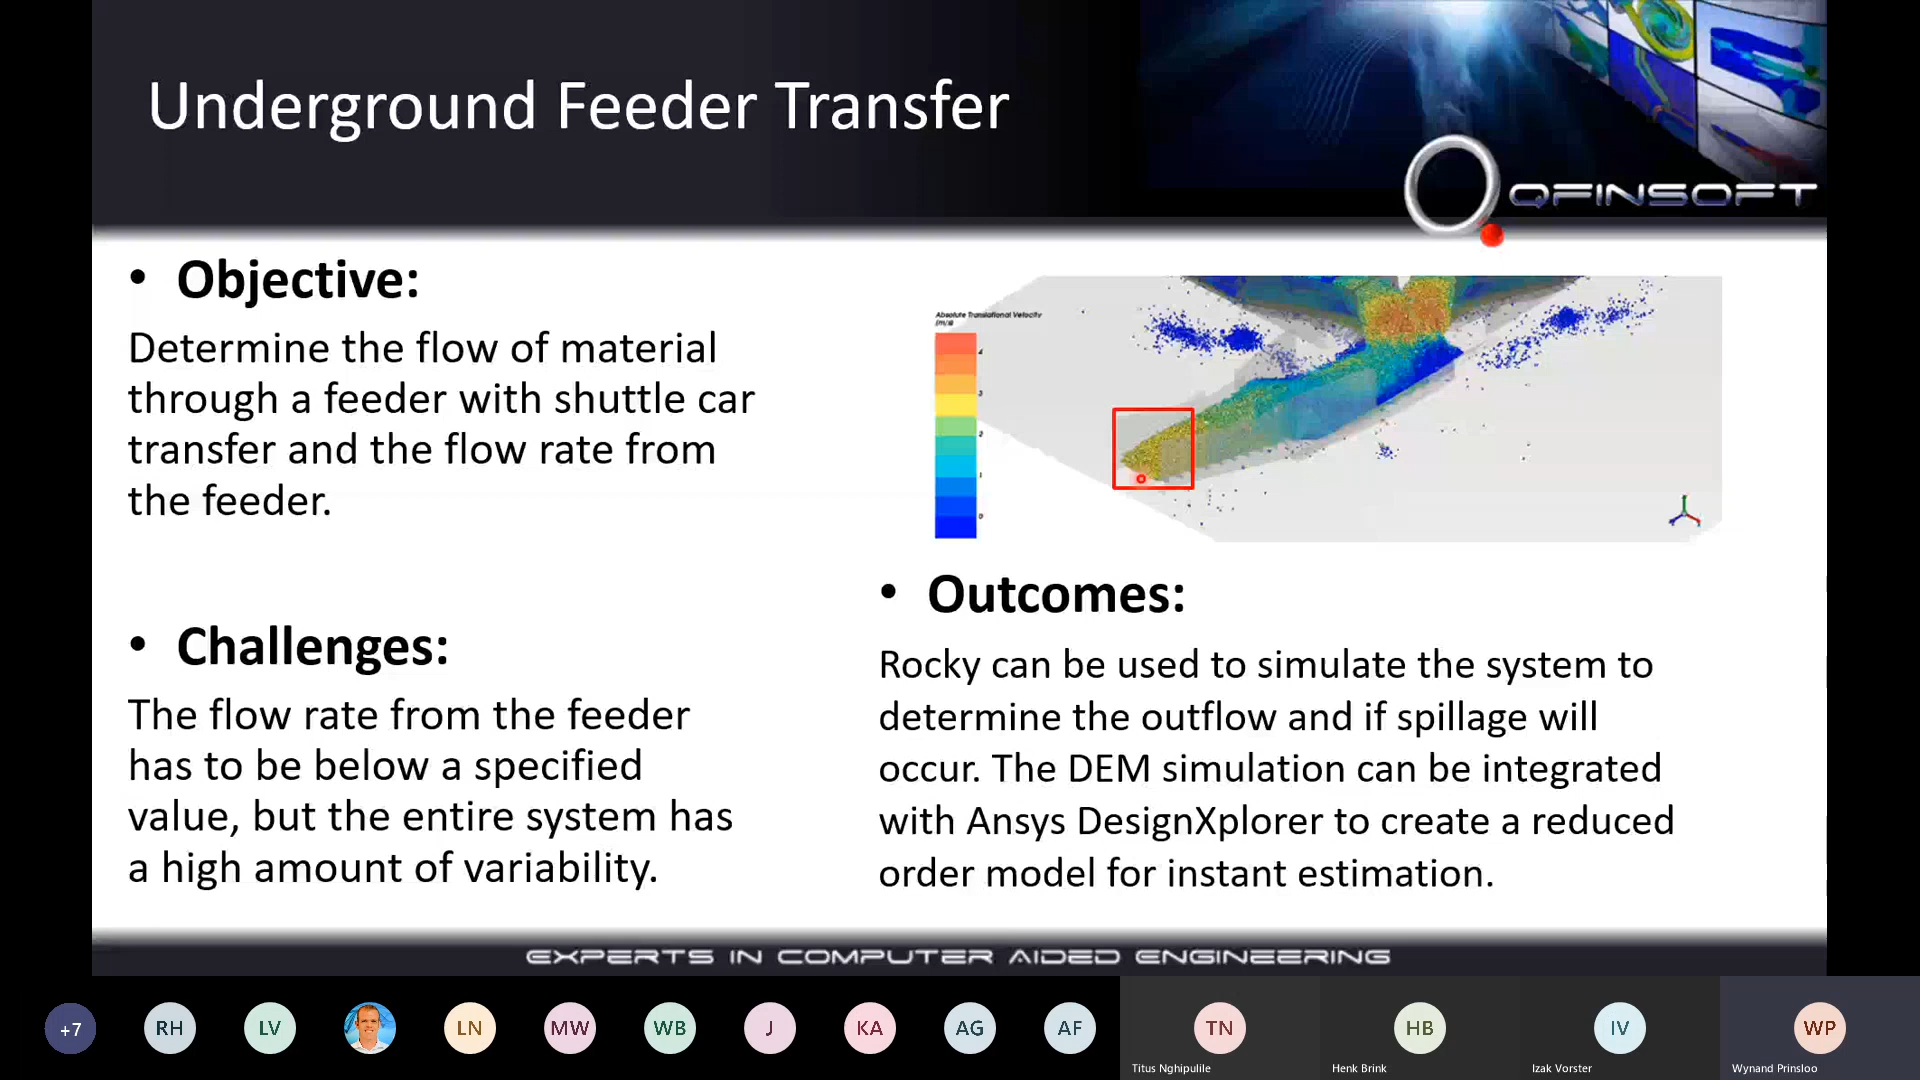 Underground Feeder Transfer
QFINSOFT
• Objective:
Determine the flow of material
through a feeder with shuttle car
transfer and the flow rate from
the feeder.
• Challenges:
The flow rate from the feeder
has to be below a specified
value, but the entire system has
a high amount of variability.
Absolute Translational Velocity
[m/s]
4
3
2
1
0
• Outcomes:
Rocky can be used to simulate the system to
determine the outflow and if spillage will
occur. The DEM simulation can be integrated
with Ansys DesignXplorer to create a reduced
order model for instant estimation.
EXPERTS IN COMPUTER AIDED ENGINEERING
+7
RH
LV
LN
MW
WB
J
KA
AG
AF
TN
HB
IV
WP
Titus Nghipulile
Henk Brink
Izak Vorster
Wynand Prinsloo